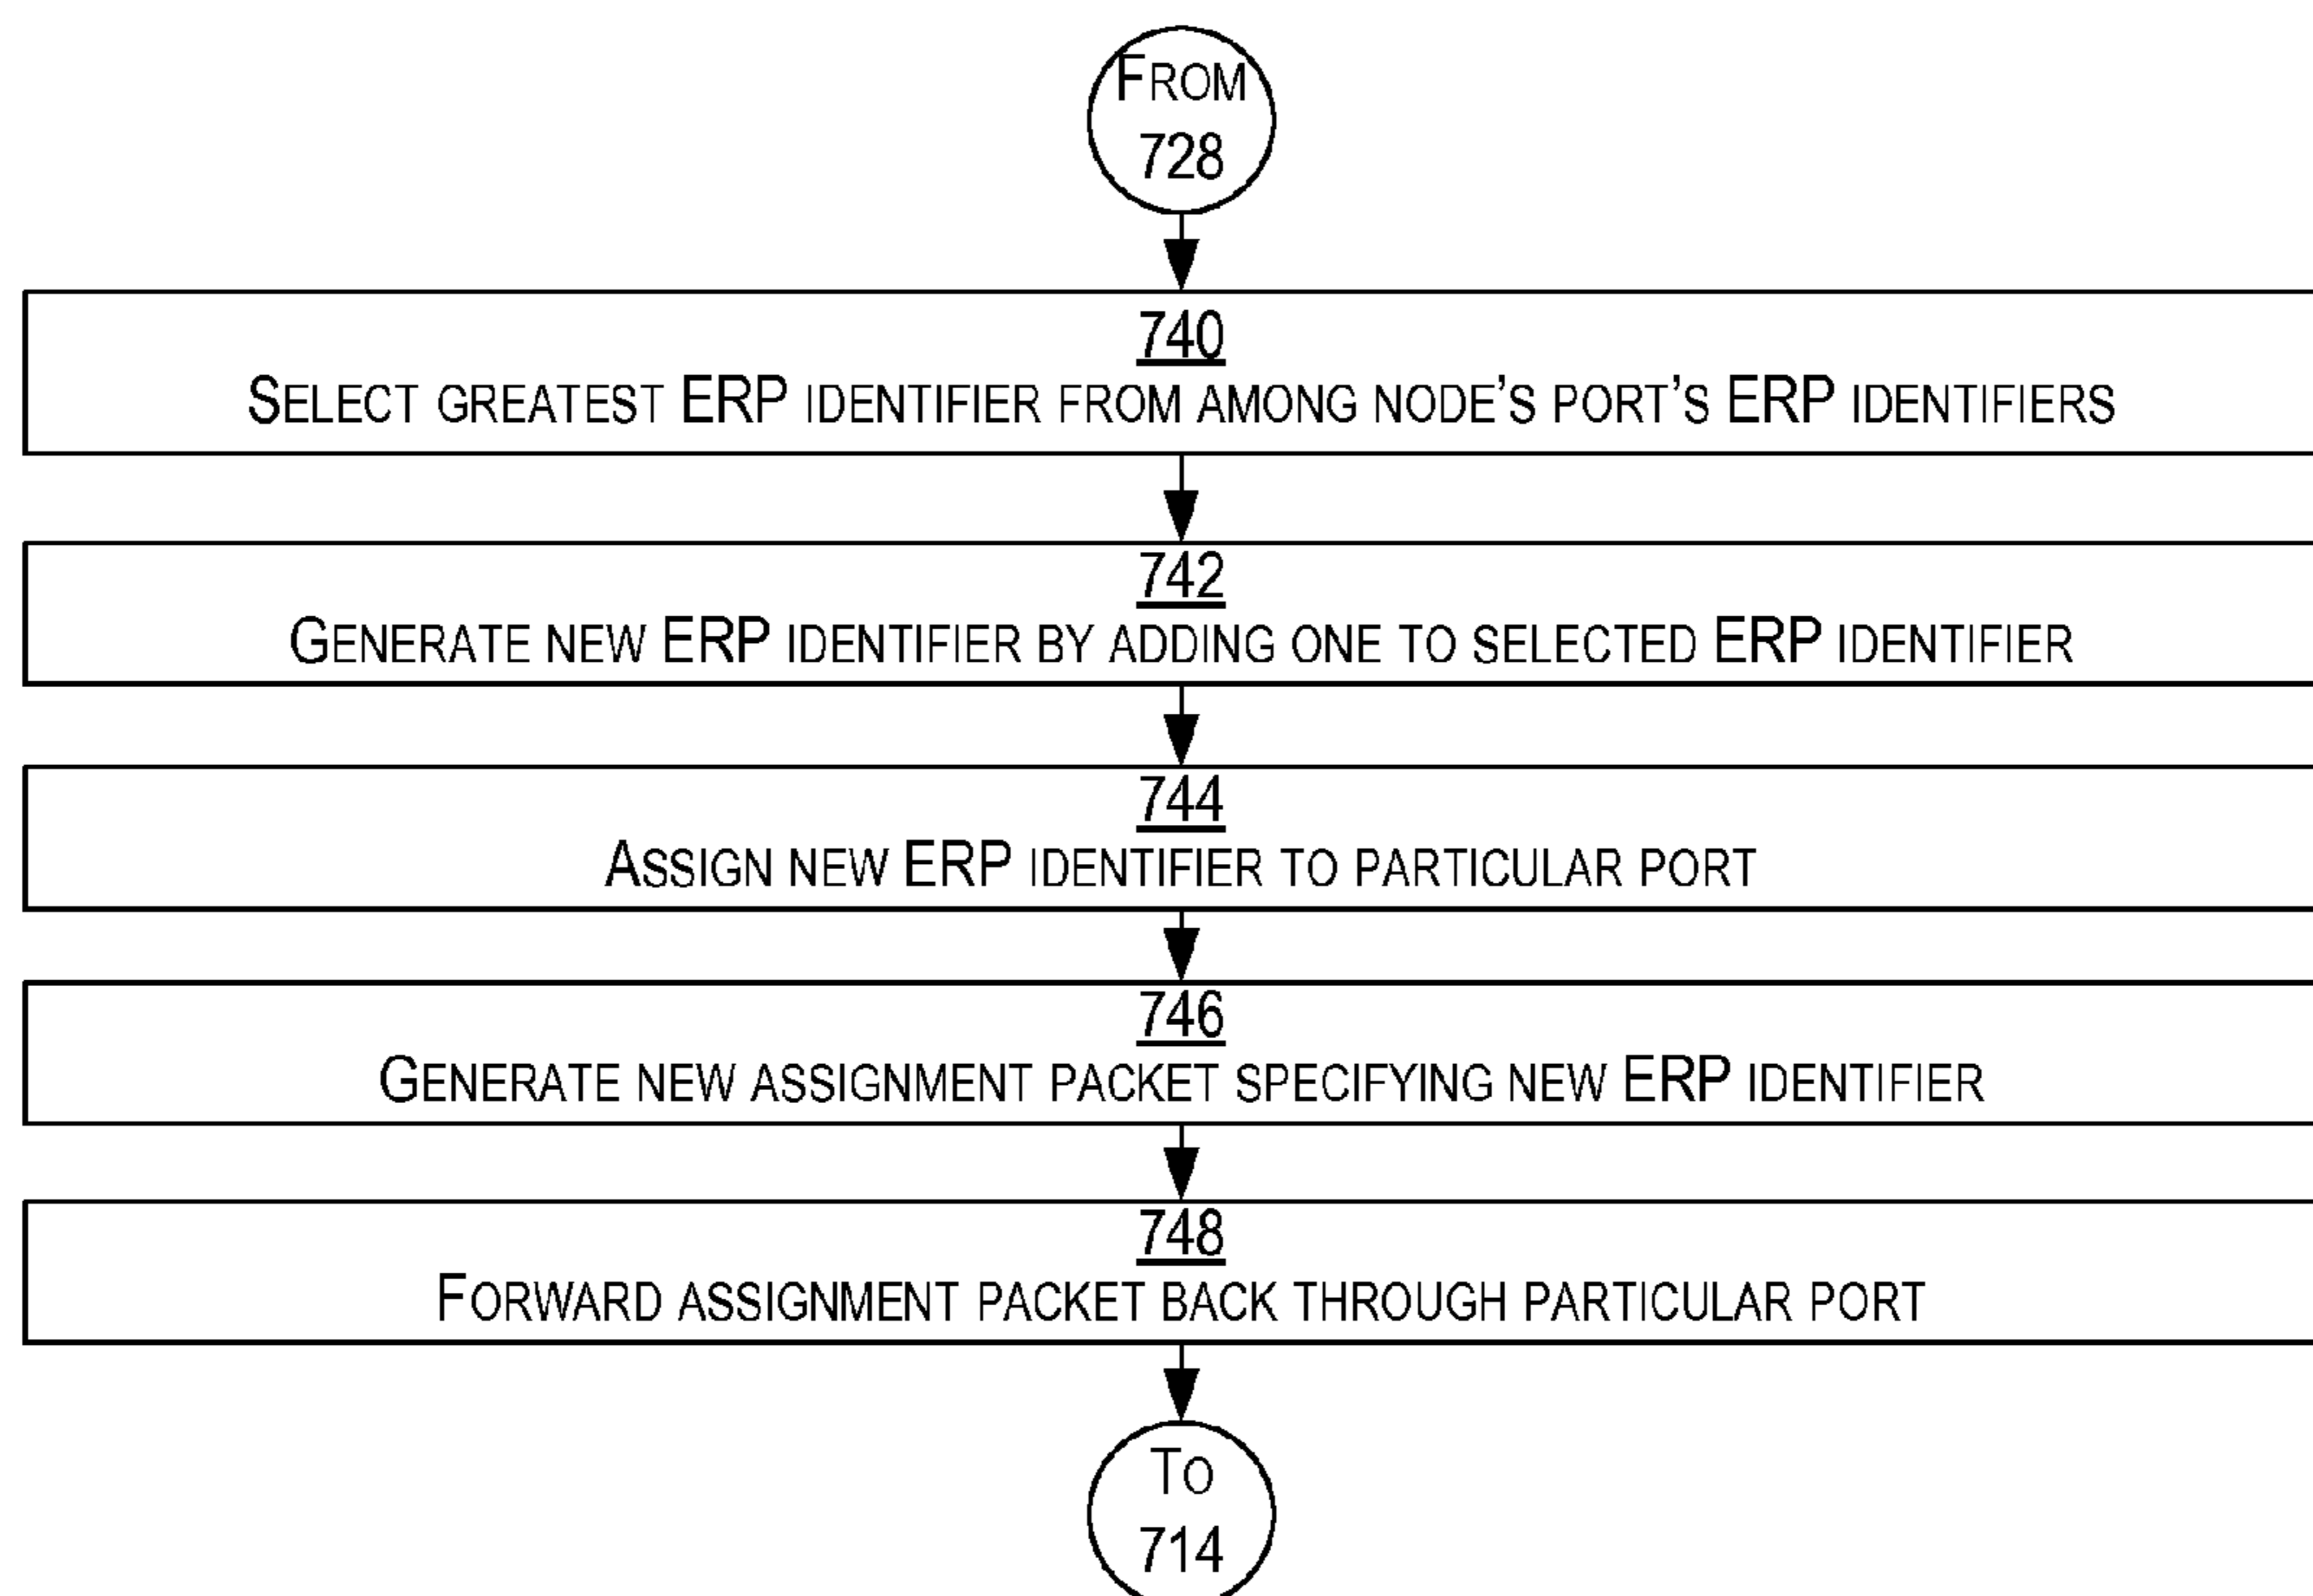 From
728
740
Select greatest ERP identifier from among node's port's ERP identifiers
742
Generate new ERP identifier by adding one to selected ERP identifier
744
Assign new ERP identifier to particular port
746
Generate new assignment packet specifying new ERP identifier
748
Forward assignment packet back through particular port
To
714